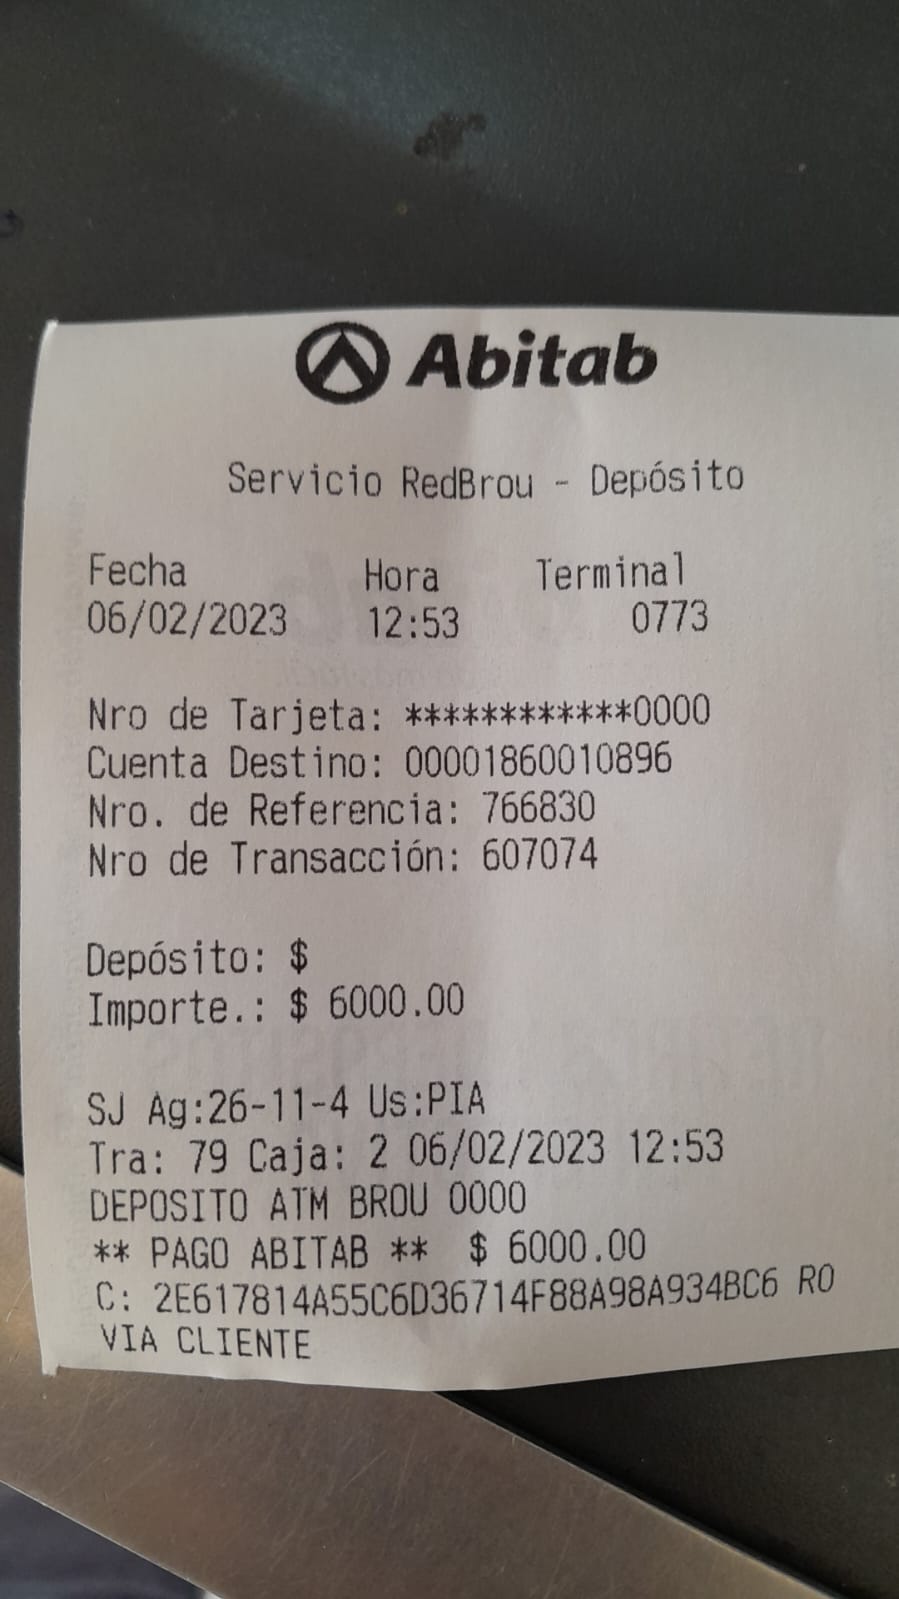 Abitab
Servicio RedBrou - Depósito
Fecha Hora Terminal
06/02/2023 12:53 0773
Nro de Tarjeta: ************0000
Cuenta Destino: 00001860010896
Nro. de Referencia: 766830
Nro de Transacción: 607074
Depósito: $
Importe.: $ 6000.00
SJ Ag:26-11-4 Us:PIA
Tra: 79 Caja: 2 06/02/2023 12:53
DEPOSITO ATM BROU 0000
** PAGO ABITAB ** $ 6000.00
C: 2E617814A55C6D36714F88A98A934BC6 RO
VIA CLIENTE